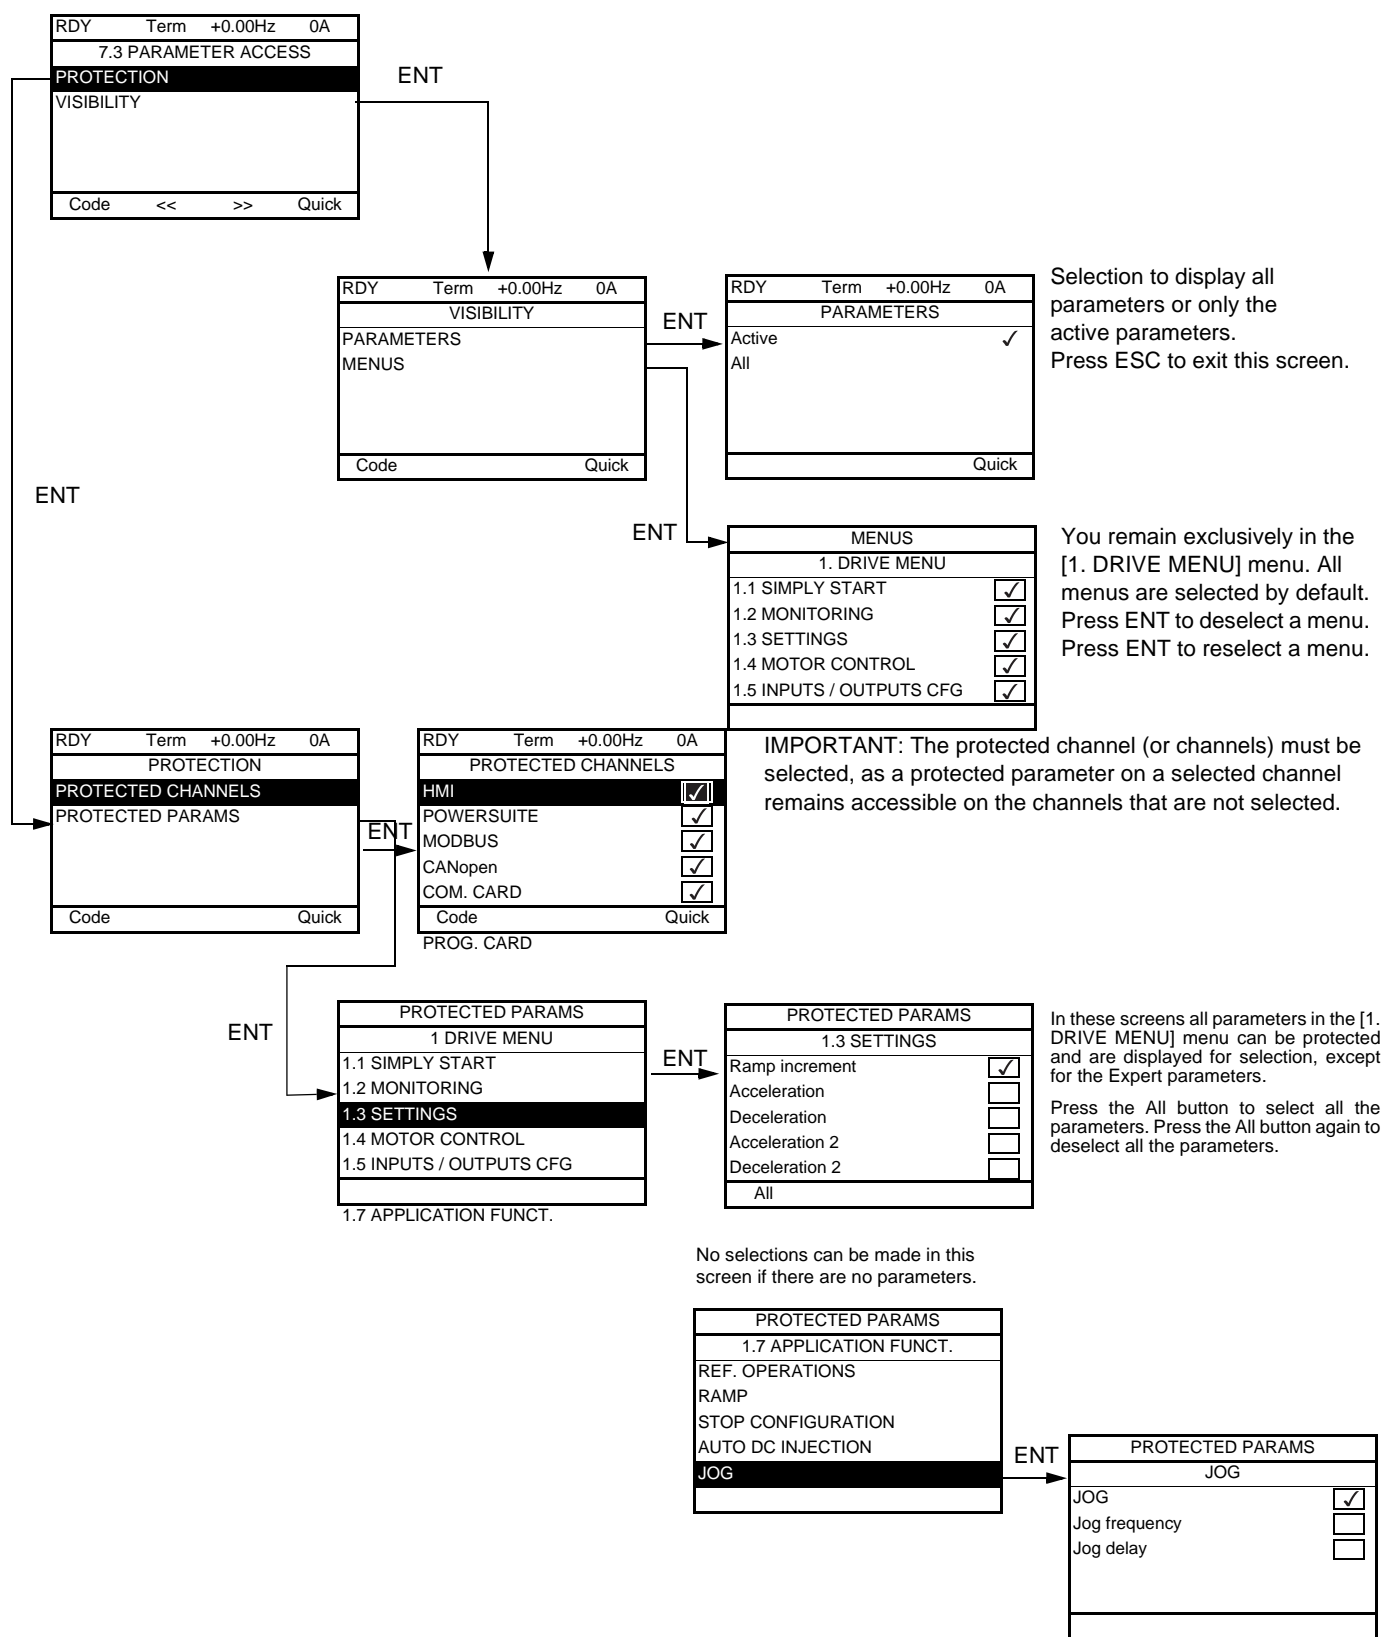 RDY Term +0.00Hz 0A
7.3 PARAMETER ACCESS
PROTECTION
VISIBILITY
Code << >> Quick
ENT
RDY Term +0.00Hz 0A
VISIBILITY
PARAMETERS
MENUS
Code Quick
ENT
RDY Term +0.00Hz 0A
PARAMETERS
Active ✓
All
Quick
Selection to display all
parameters or only the
active parameters.
Press ESC to exit this screen.
ENT
ENT
MENUS
1. DRIVE MENU
1.1 SIMPLY START ✓
1.2 MONITORING ✓
1.3 SETTINGS ✓
1.4 MOTOR CONTROL ✓
1.5 INPUTS / OUTPUTS CFG ✓
You remain exclusively in the
[1. DRIVE MENU] menu. All
menus are selected by default.
Press ENT to deselect a menu.
Press ENT to reselect a menu.
RDY Term +0.00Hz 0A
PROTECTION
PROTECTED CHANNELS
PROTECTED PARAMS
Code Quick
ENT
RDY Term +0.00Hz 0A
PROTECTED CHANNELS
HMI ✓
POWERSUITE ✓
MODBUS ✓
CANopen ✓
COM. CARD ✓
Code Quick
PROG. CARD
IMPORTANT: The protected channel (or channels) must be
selected, as a protected parameter on a selected channel
remains accessible on the channels that are not selected.
ENT
PROTECTED PARAMS
1 DRIVE MENU
1.1 SIMPLY START
1.2 MONITORING
1.3 SETTINGS
1.4 MOTOR CONTROL
1.5 INPUTS / OUTPUTS CFG
1.7 APPLICATION FUNCT.
ENT
PROTECTED PARAMS
1.3 SETTINGS
Ramp increment ✓
Acceleration
Deceleration
Acceleration 2
Deceleration 2
All
In these screens all parameters in the [1.
DRIVE MENU] menu can be protected
and are displayed for selection, except
for the Expert parameters.
Press the All button to select all the
parameters. Press the All button again to
deselect all the parameters.
No selections can be made in this
screen if there are no parameters.
PROTECTED PARAMS
1.7 APPLICATION FUNCT.
REF. OPERATIONS
RAMP
STOP CONFIGURATION
AUTO DC INJECTION
JOG
ENT
PROTECTED PARAMS
JOG
JOG ✓
Jog frequency
Jog delay